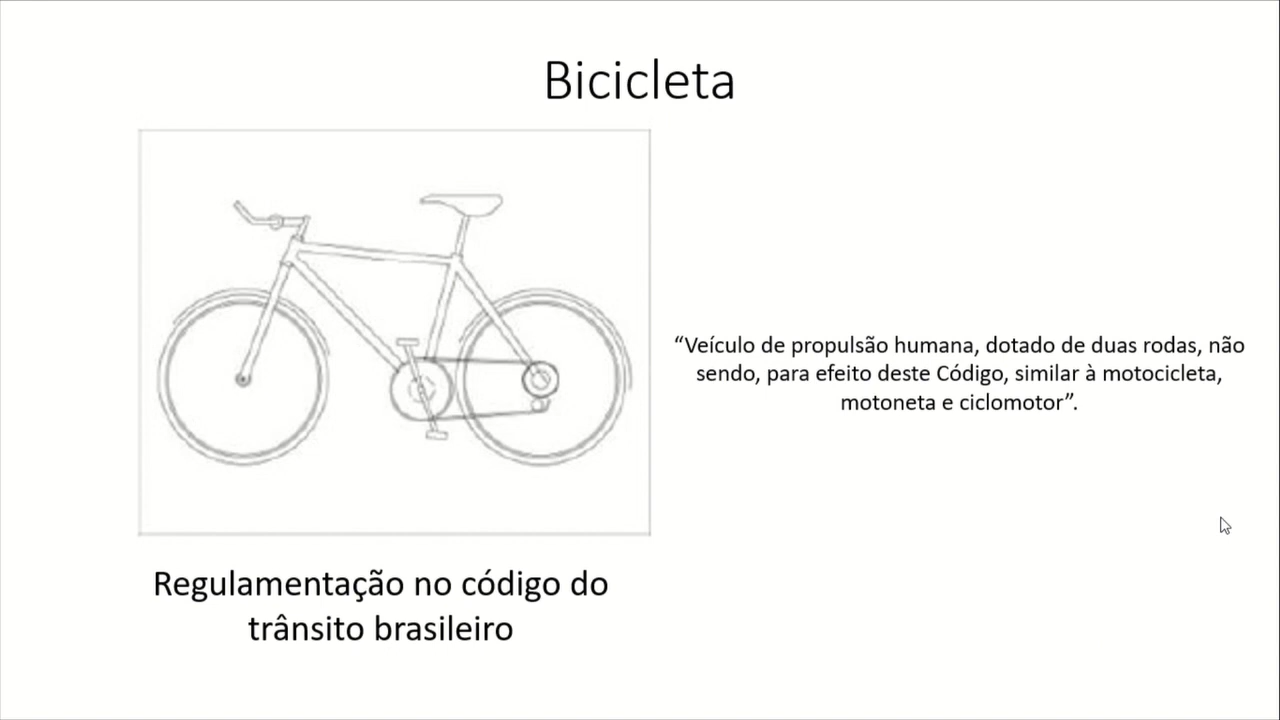 Bicicleta
“Veículo de propulsão humana, dotado de duas rodas, não
sendo, para efeito deste Código, similar à motocicleta,
motoneta e ciclomotor”.
Regulamentação no código do
trânsito brasileiro